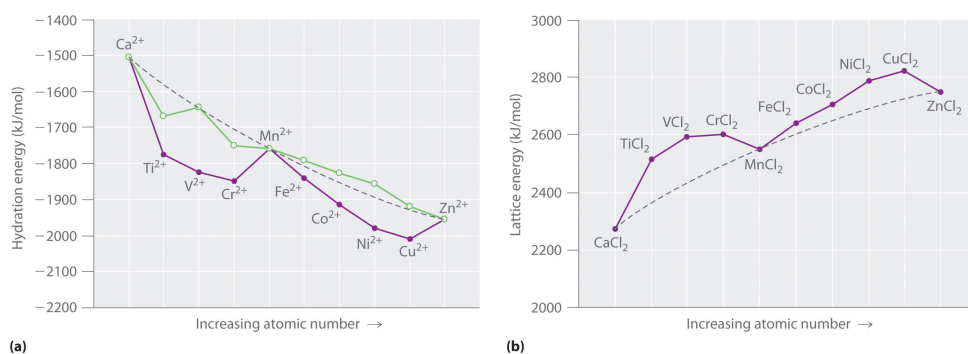 −1400
−1500
−1600
−1700
−1800
−1900
−2000
−2100
−2200
Hydration energy (kJ/mol)
Ca²⁺
Ti²⁺
V²⁺
Cr²⁺
Mn²⁺
Fe²⁺
Co²⁺
Ni²⁺
Cu²⁺
Zn²⁺
Increasing atomic number →
(a)
3000
2800
2600
2400
2200
2000
Lattice energy (kJ/mol)
CaCl₂
TiCl₂
VCl₂
CrCl₂
MnCl₂
FeCl₂
CoCl₂
NiCl₂
CuCl₂
ZnCl₂
Increasing atomic number →
(b)